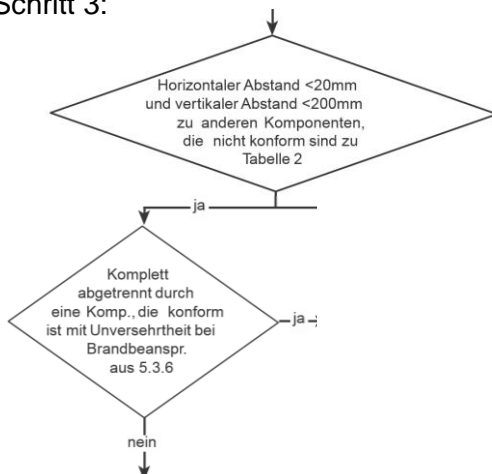 Schritt 3:
Horizontaler Abstand <20mm
und vertikaler Abstand <200mm
zu anderen Komponenten,
die nicht konform sind zu
Tabelle 2
ja
Komplett
abgetrennt durch
eine Komp., die konform
ist mit Unversehrtheit bei
Brandbeanspr.
aus 5.3.6
ja
nein